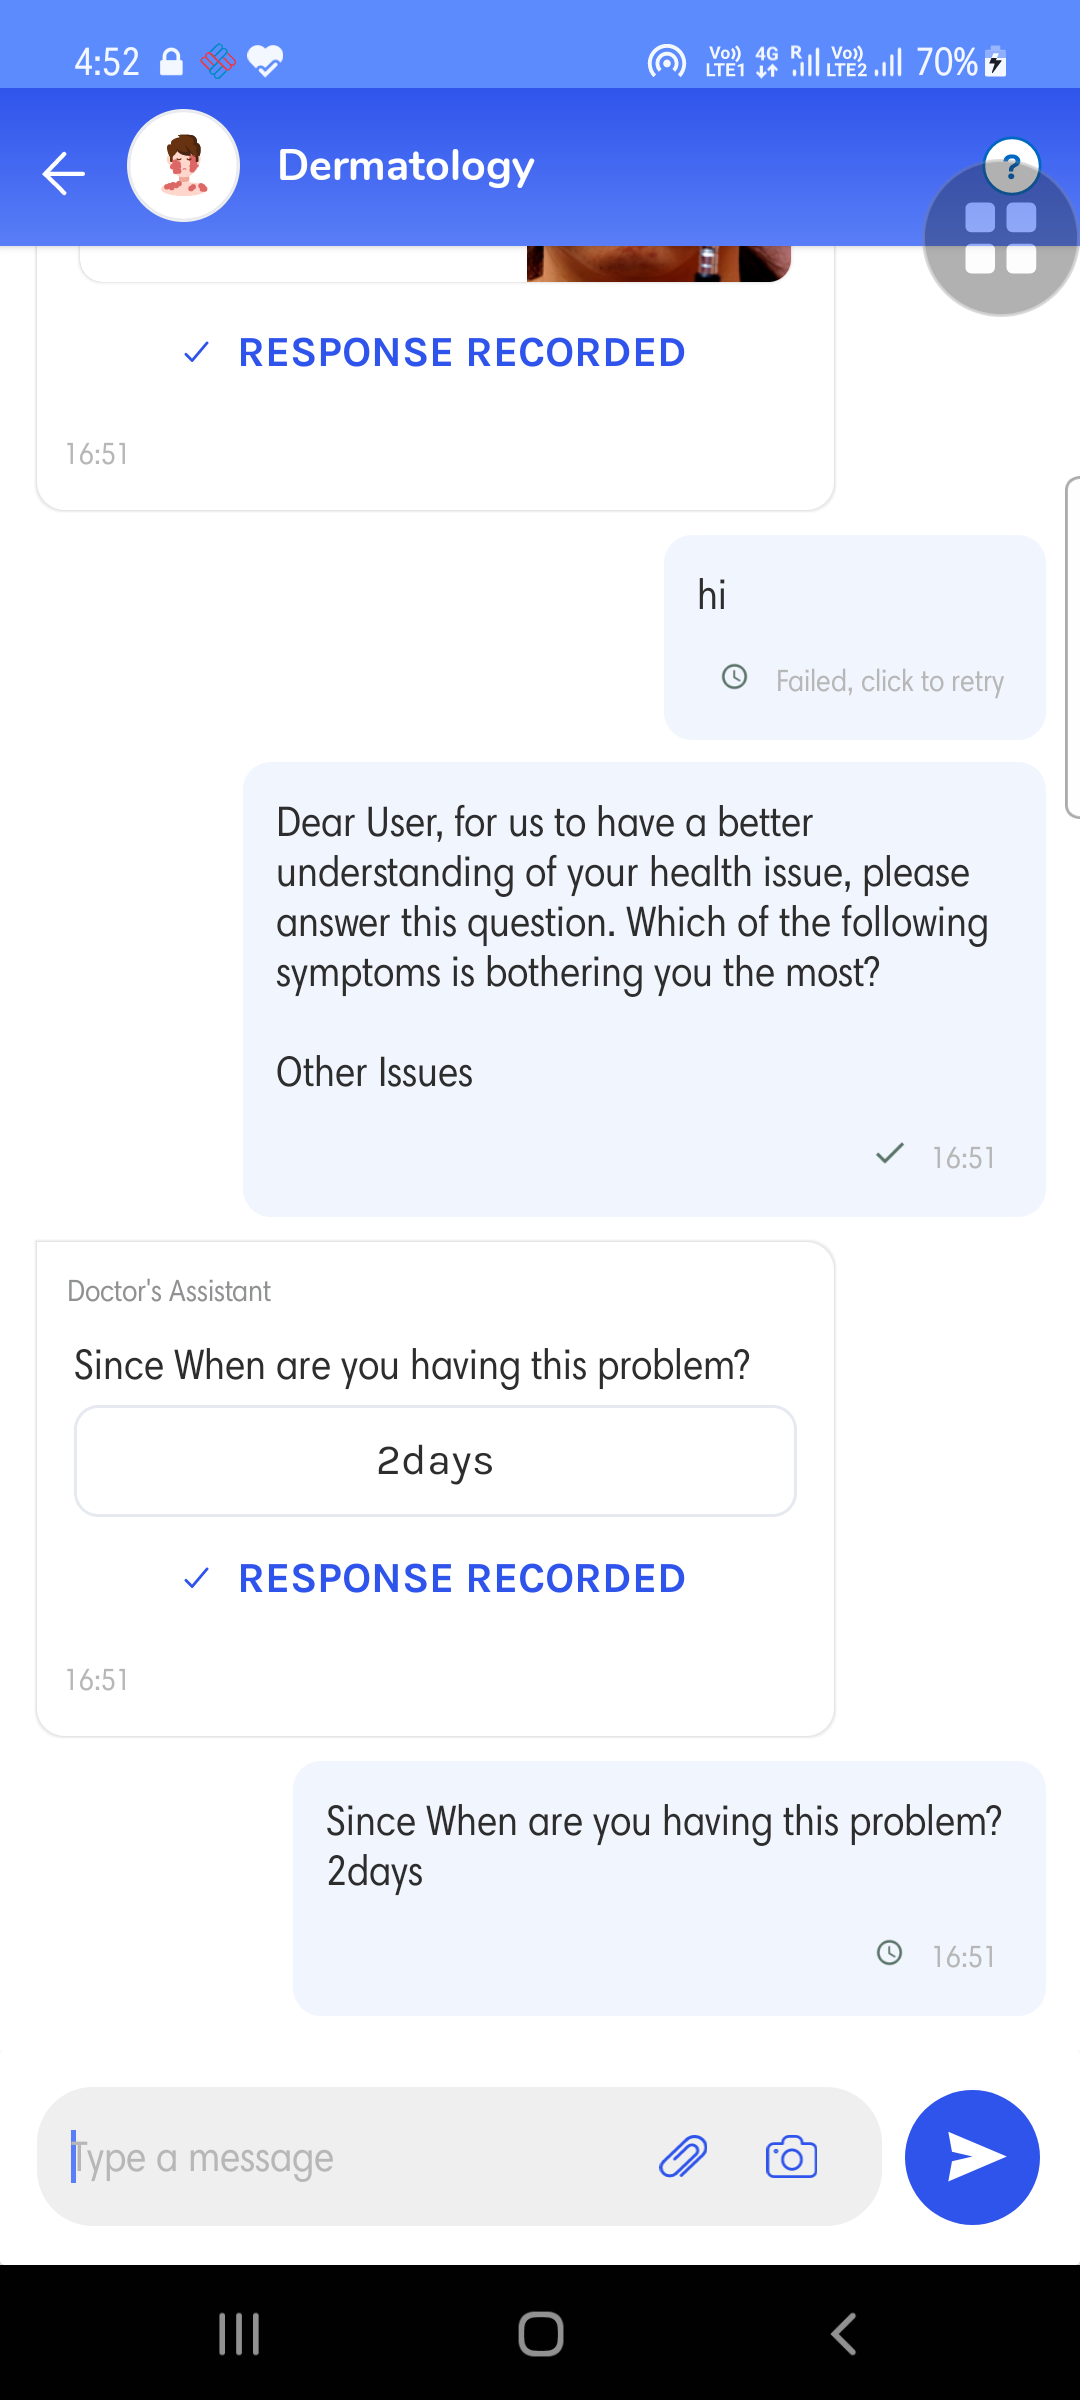 4:52
Vo)) LTE1 4G R Vo)) LTE2 70%
Dermatology
?
RESPONSE RECORDED
16:51
hi
Failed, click to retry
Dear User, for us to have a better
understanding of your health issue, please
answer this question. Which of the following
symptoms is bothering you the most?
Other Issues
16:51
Doctor's Assistant
Since When are you having this problem?
2days
RESPONSE RECORDED
16:51
Since When are you having this problem?
2days
16:51
Type a message